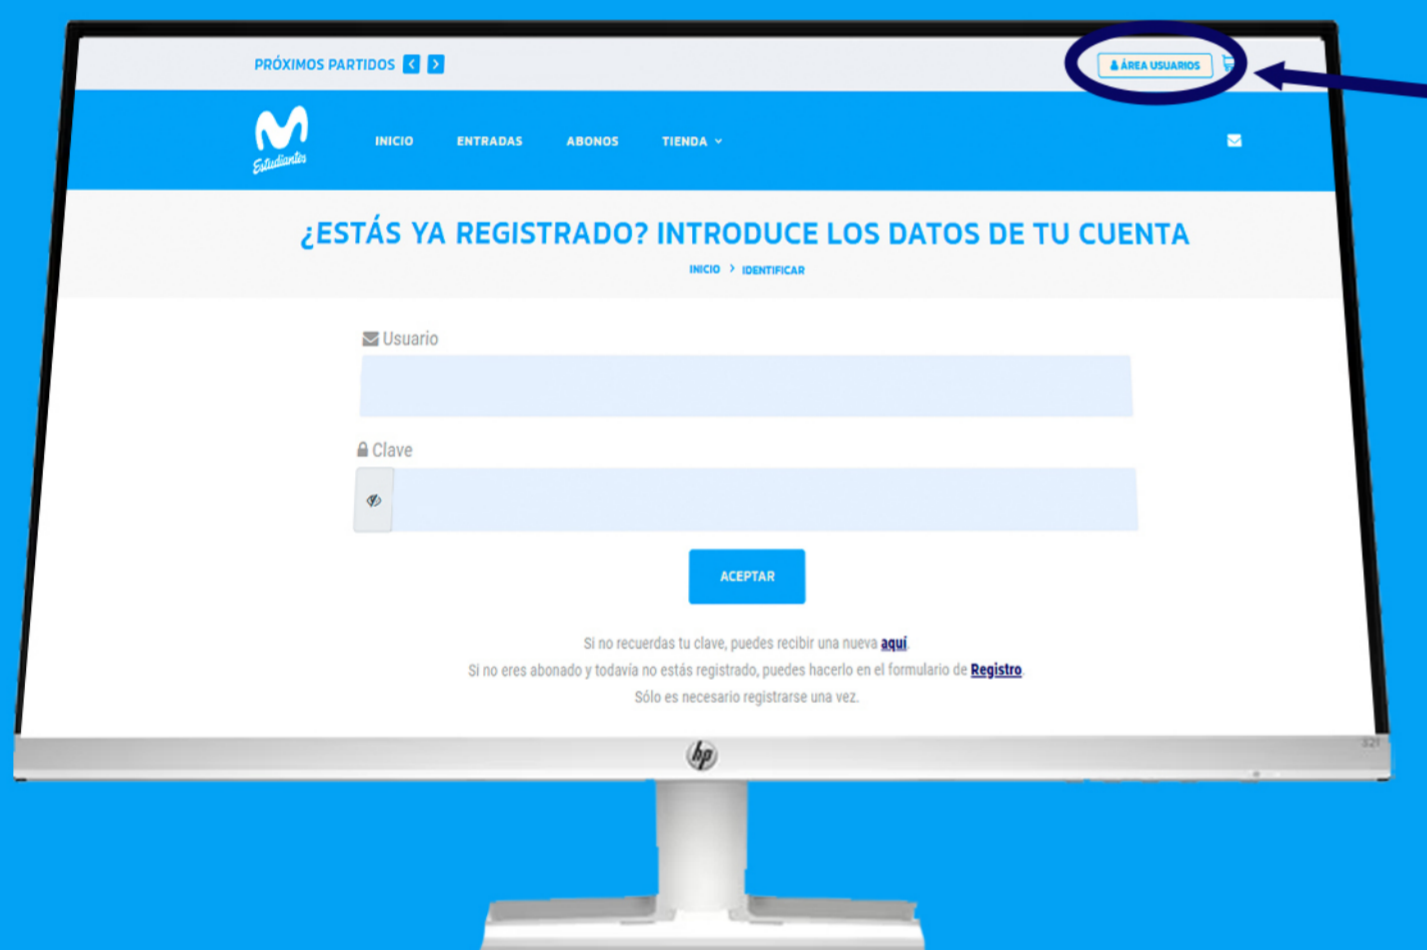 PRÓXIMOS PARTIDOS
ÁREA USUARIOS
Estudiantes
INICIO ENTRADAS ABONOS TIENDA
¿ESTÁS YA REGISTRADO? INTRODUCE LOS DATOS DE TU CUENTA
INICIO > IDENTIFICAR
Usuario
Clave
ACEPTAR
Si no recuerdas tu clave, puedes recibir una nueva aquí.
Si no eres abonado y todavía no estás registrado, puedes hacerlo en el formulario de Registro.
Sólo es necesario registrarse una vez.
hp